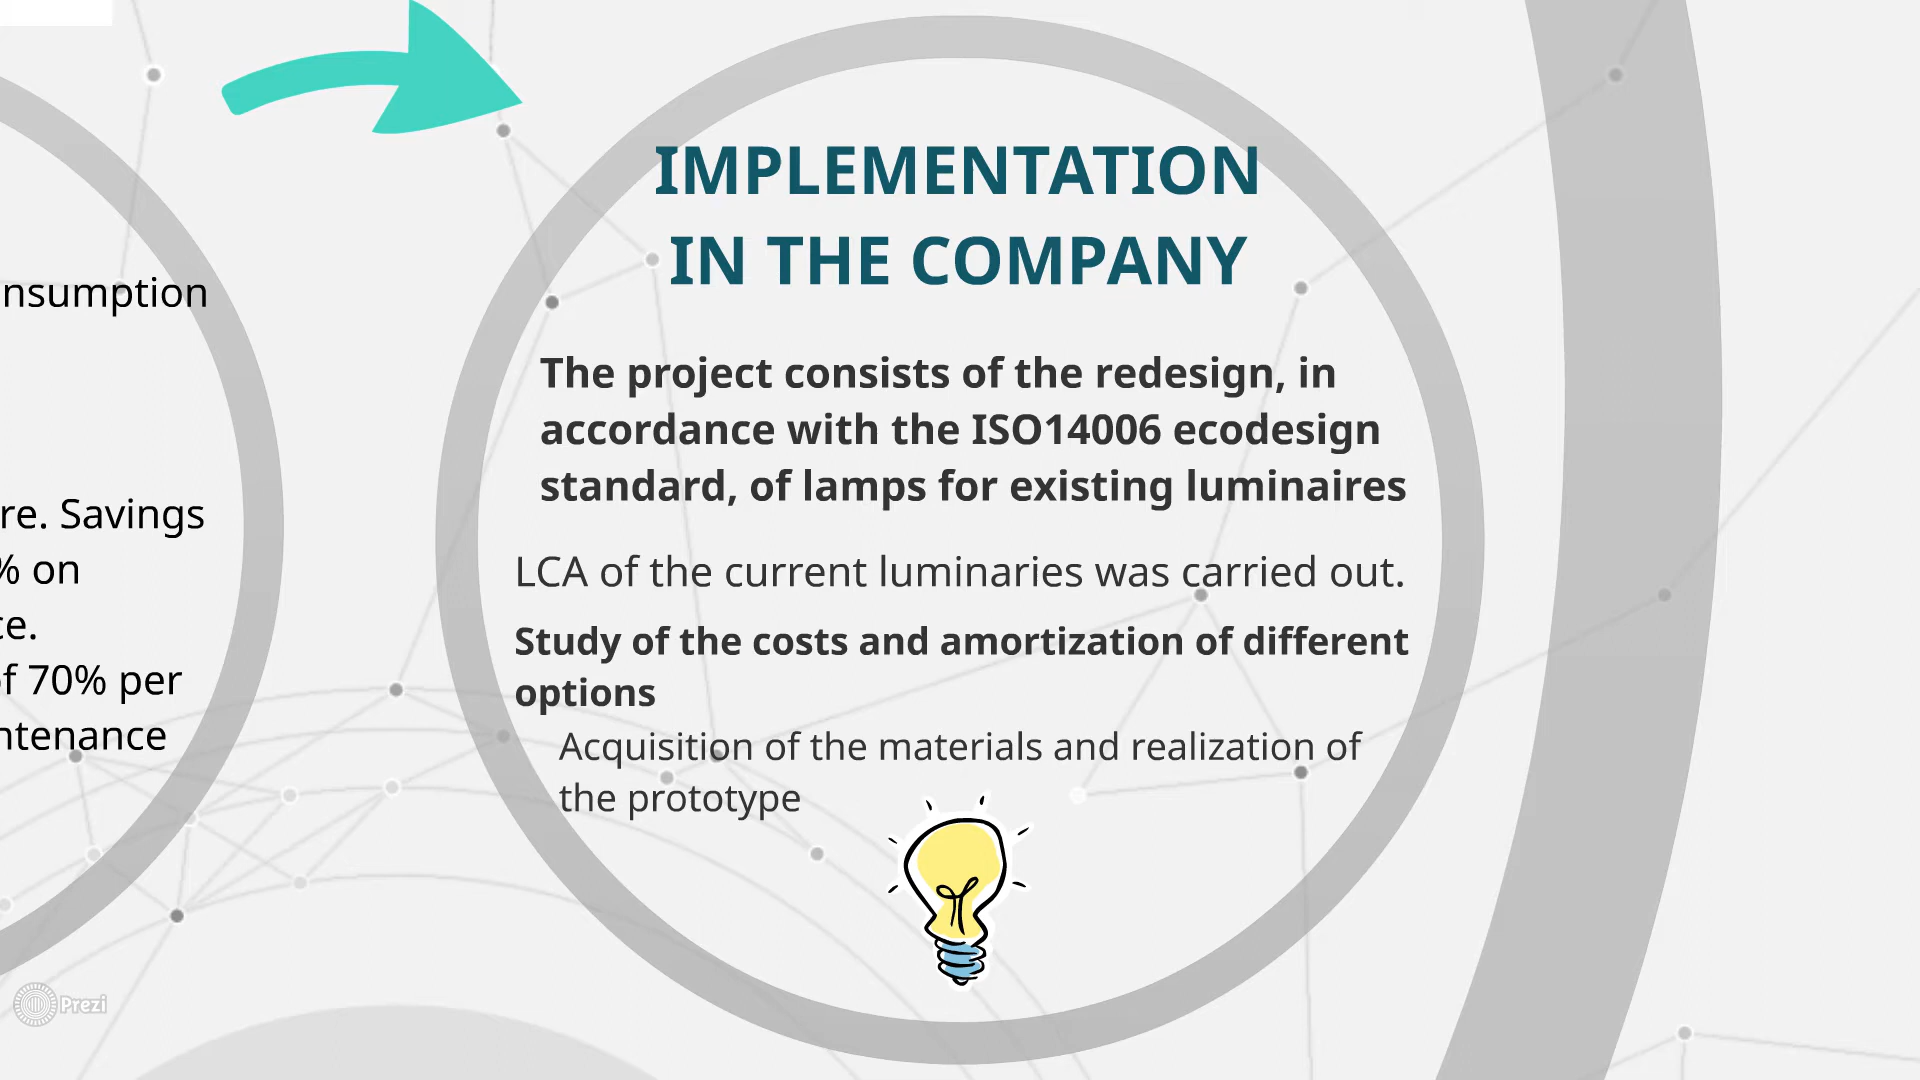 IMPLEMENTATION
IN THE COMPANY
The project consists of the redesign, in
accordance with the ISO14006 ecodesign
standard, of lamps for existing luminaires
LCA of the current luminaries was carried out.
Study of the costs and amortization of different
options
Acquisition of the materials and realization of
the prototype
nsumption
re. Savings
% on
ce.
of 70% per
ntenance
Prezi